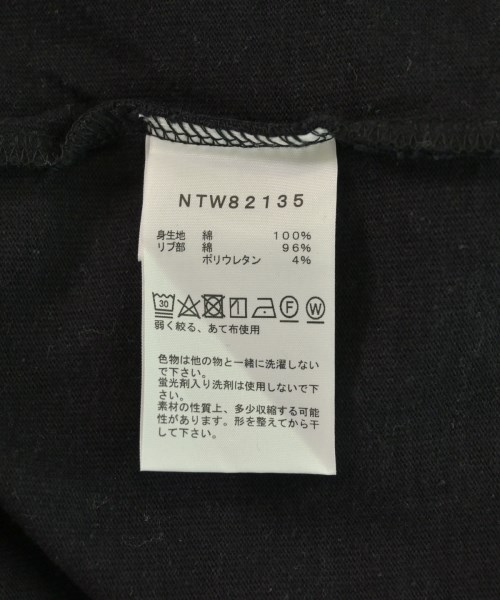 NTW82135
身生地 綿 100%
リブ部 綿 96%
ポリウレタン 4%
30 F W
弱く絞る、あて布使用
色物は他の物と一緒に洗濯しない
で下さい。
蛍光剤入り洗剤は使用しないで下
さい。
素材の性質上、多少収縮する可能
性があります。形を整えてから干
して下さい。